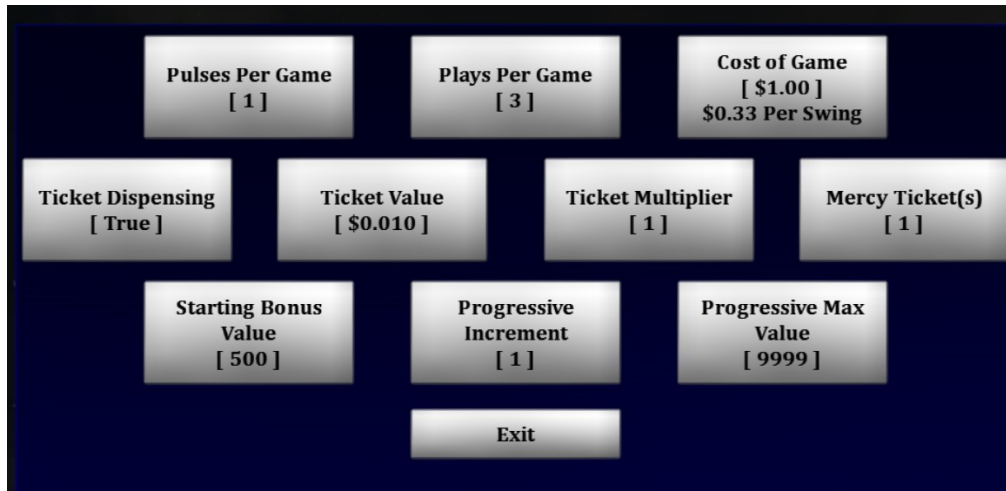 Pulses Per Game
[ 1 ]
Plays Per Game
[ 3 ]
Cost of Game
[ $1.00 ]
$0.33 Per Swing
Ticket Dispensing
[ True ]
Ticket Value
[ $0.010 ]
Ticket Multiplier
[ 1 ]
Mercy Ticket(s)
[ 1 ]
Starting Bonus
Value
[ 500 ]
Progressive
Increment
[ 1 ]
Progressive Max
Value
[ 9999 ]
Exit